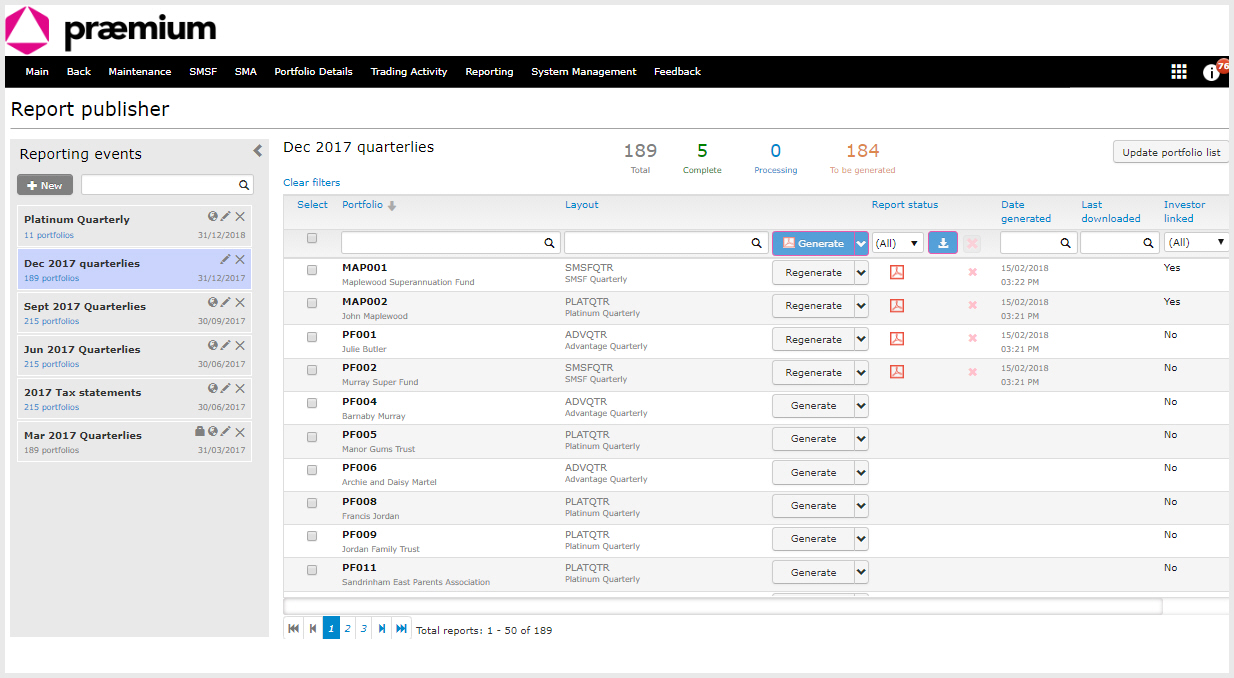 præmium
Main Back Maintenance SMSF SMA Portfolio Details Trading Activity Reporting System Management Feedback
76
Report publisher
Reporting events
+ New
Platinum Quarterly
11 portfolios 31/12/2018
Dec 2017 quarterlies
189 portfolios 31/12/2017
Sept 2017 Quarterlies
215 portfolios 30/09/2017
Jun 2017 Quarterlies
215 portfolios 30/06/2017
2017 Tax statements
215 portfolios 30/06/2017
Mar 2017 Quarterlies
189 portfolios 31/03/2017
Dec 2017 quarterlies
189 5 0 184
Total Complete Processing To be generated
Update portfolio list
Clear filters
Select Portfolio Layout Report status Date generated Last downloaded Investor linked
Generate (All) (All)
MAP001 SMSFQTR Regenerate 15/02/2018 Yes
Maplewood Superannuation Fund SMSF Quarterly 03:22 PM
MAP002 PLATQTR Regenerate 15/02/2018 Yes
John Maplewood Platinum Quarterly 03:21 PM
PF001 ADVQTR Regenerate 15/02/2018 No
Julie Butler Advantage Quarterly 03:21 PM
PF002 SMSFQTR Regenerate 15/02/2018 No
Murray Super Fund SMSF Quarterly 03:21 PM
PF004 ADVQTR Generate No
Barnaby Murray Advantage Quarterly
PF005 PLATQTR Generate No
Manor Gums Trust Platinum Quarterly
PF006 ADVQTR Generate No
Archie and Daisy Martel Advantage Quarterly
PF008 PLATQTR Generate No
Francis Jordan Platinum Quarterly
PF009 PLATQTR Generate No
Jordan Family Trust Platinum Quarterly
PF011 PLATQTR Generate No
Sandrinham East Parents Association Platinum Quarterly
1 2 3 Total reports: 1 - 50 of 189